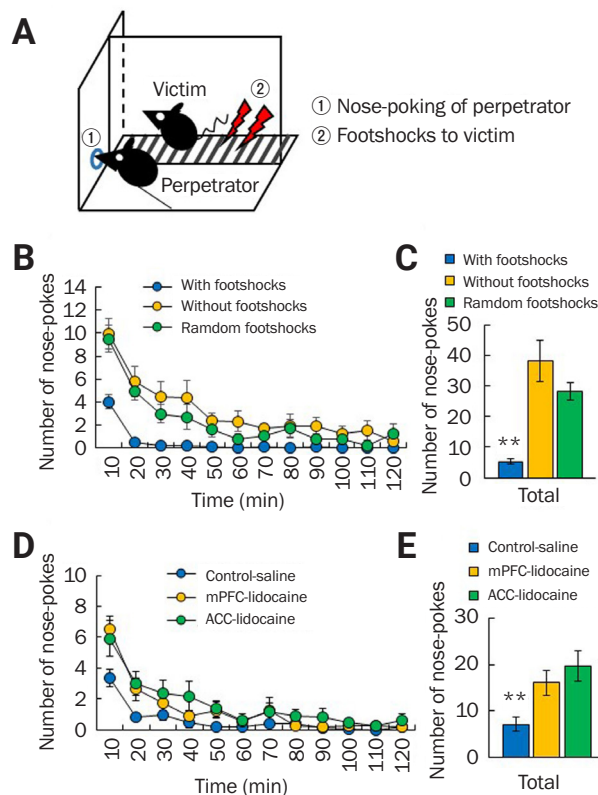 A
Victim
②
①
Perpetrator
① Nose-poking of perpetrator
② Footshocks to victim
B
With footshocks
Without footshocks
Ramdom footshocks
Number of nose-pokes
14
12
10
8
6
4
2
0
10
20
30
40
50
60
70
80
90
100
110
120
Time (min)
C
With footshocks
Without footshocks
Ramdom footshocks
Number of nose-pokes
50
40
30
20
10
0
**
Total
D
Control-saline
mPFC-lidocaine
ACC-lidocaine
Number of nose-pokes
10
8
6
4
2
0
10
20
30
40
50
60
70
80
90
100
110
120
Time (min)
E
Control-saline
mPFC-lidocaine
ACC-lidocaine
Number of nose-pokes
30
20
10
0
**
Total